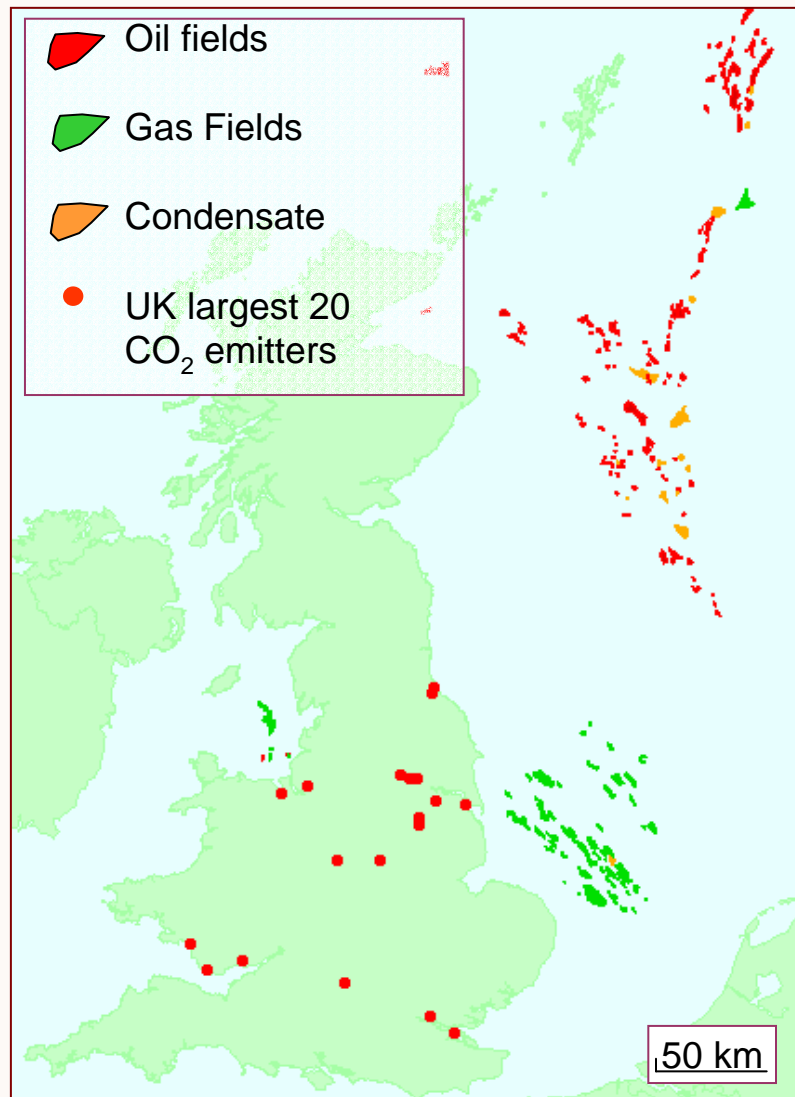 Oil fields
Gas Fields
Condensate
UK largest 20
CO₂ emitters
50 km